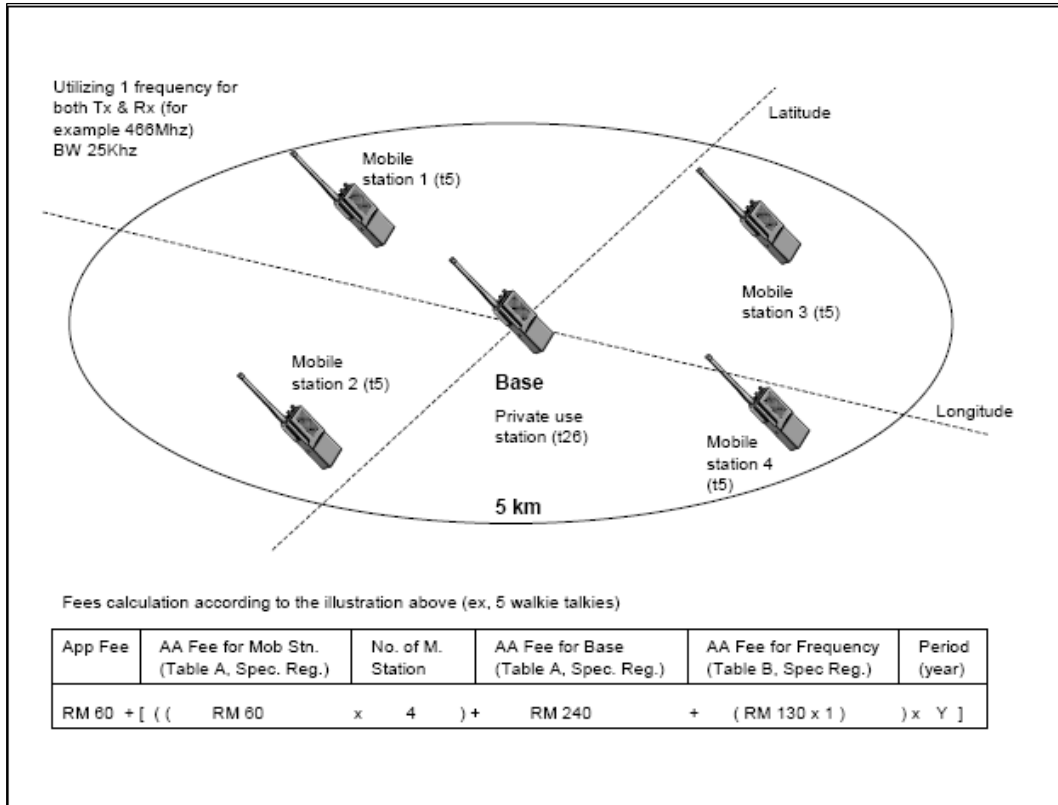 Utilizing 1 frequency for
both Tx & Rx (for
example 466Mhz)
BW 25Khz
Latitude
Mobile
station 1 (t5)
Mobile
station 3 (t5)
Mobile
station 2 (t5)
Base
Private use
station (t26)
Longitude
Mobile
station 4
(t5)
5 km
Fees calculation according to the illustration above (ex, 5 walkie talkies)
App Fee AA Fee for Mob Stn. No. of M. AA Fee for Base AA Fee for Frequency Period
(Table A, Spec. Reg.) Station (Table A, Spec. Reg.) (Table B, Spec Reg.) (year)
RM 60 + [ ( ( RM 60 x 4 ) + RM 240 + ( RM 130 x 1 ) ) x Y ]